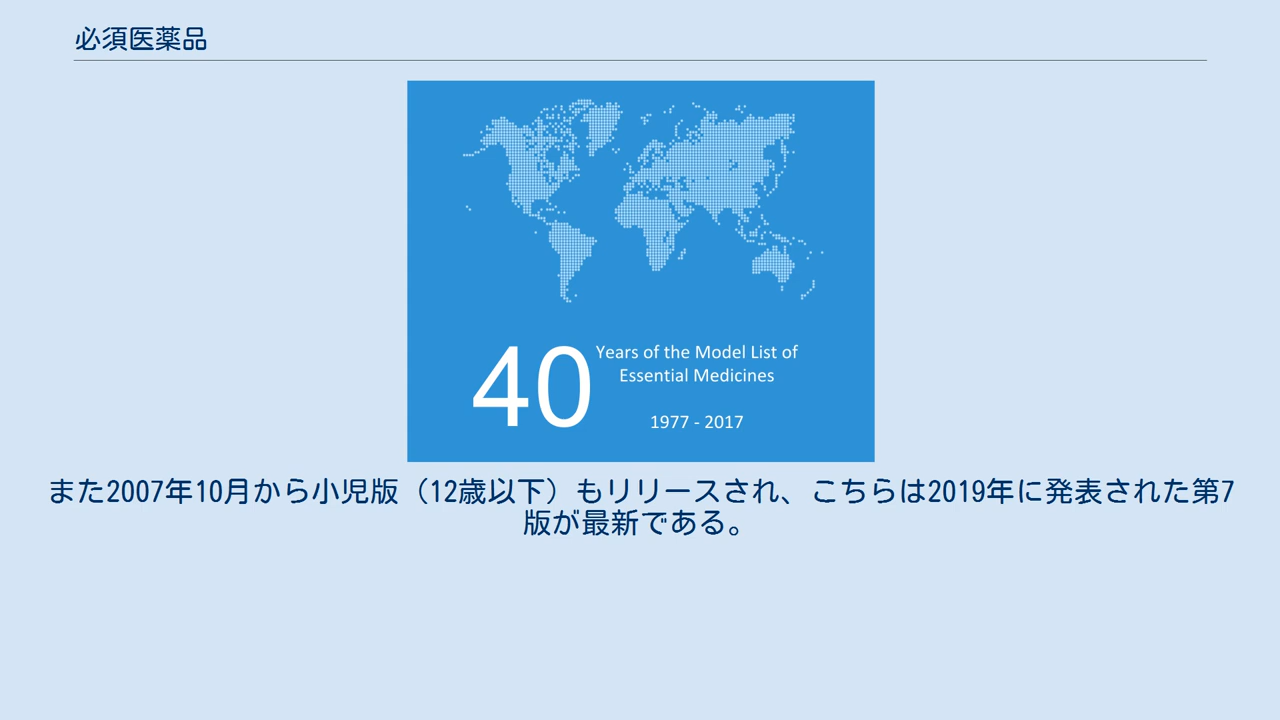 必須医薬品
40
Years of the Model List of
Essential Medicines
1977 - 2017
また2007年10月から小児版（12歳以下）もリリースされ、こちらは2019年に発表された第7
版が最新である。